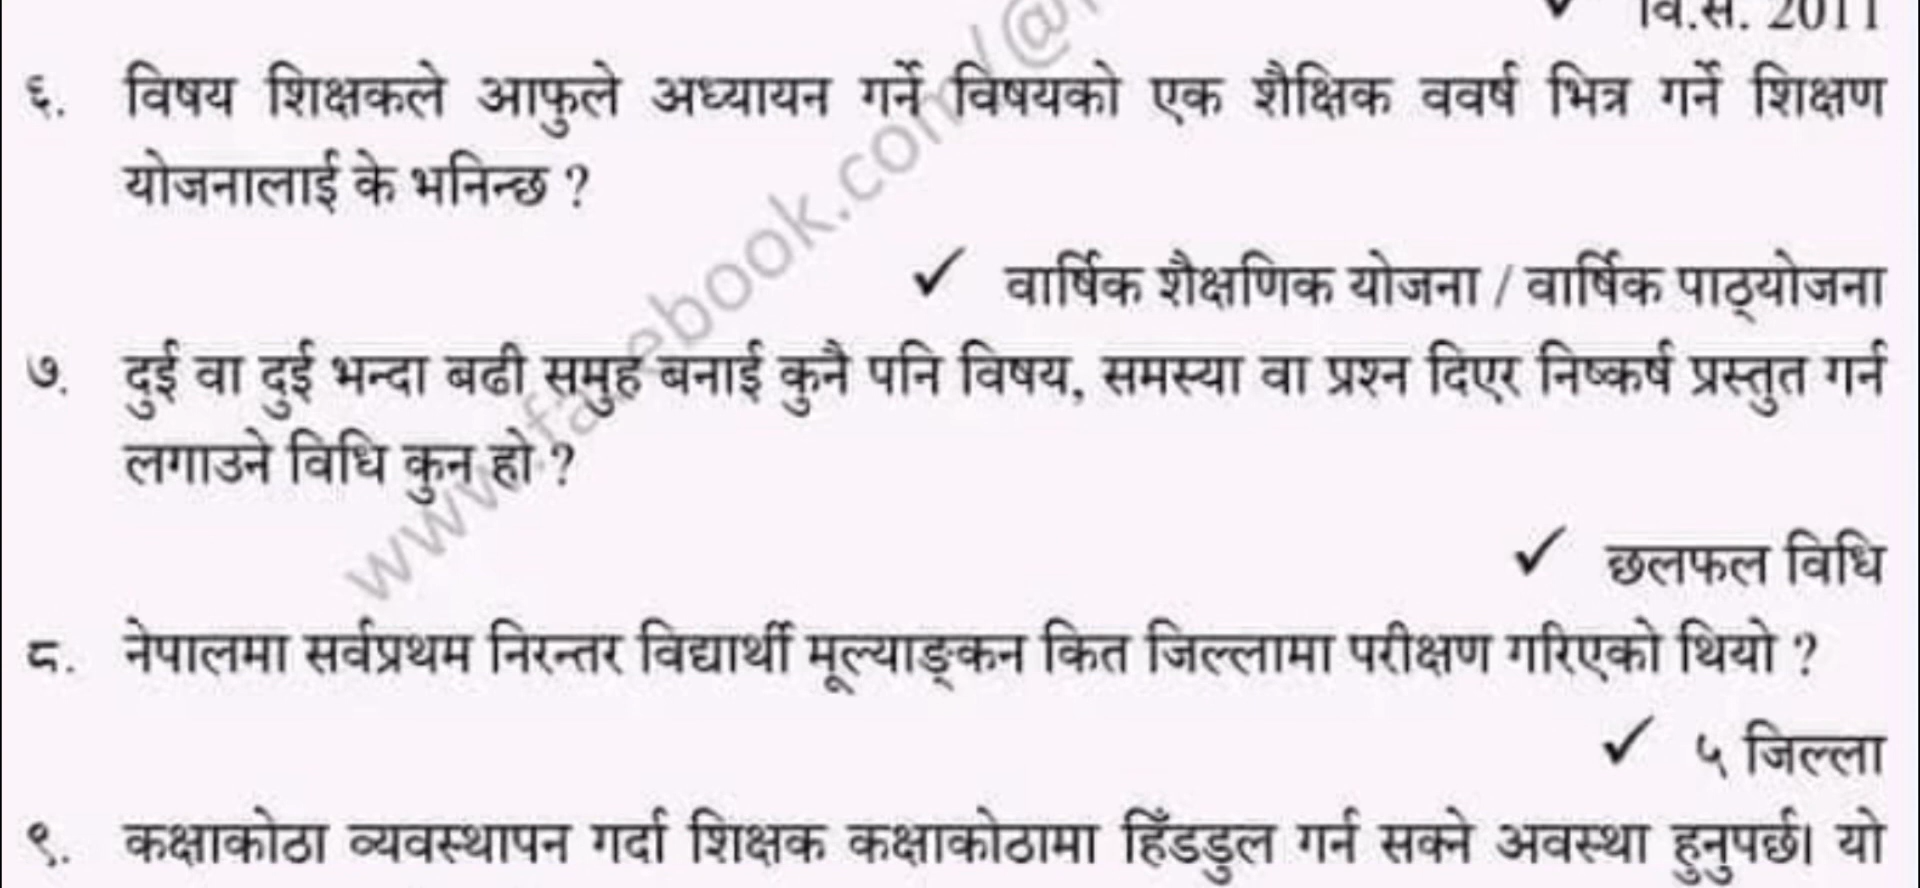 वि.सं. 2011
६. विषय शिक्षकले आफुले अध्यायन गर्ने विषयको एक शैक्षिक ववर्ष भित्र गर्ने शिक्षण
योजनालाई के भनिन्छ ?
✓ वार्षिक शैक्षणिक योजना / वार्षिक पाठ्योजना
७. दुई वा दुई भन्दा बढी समुह बनाई कुनै पनि विषय, समस्या वा प्रश्न दिएर निष्कर्ष प्रस्तुत गर्न
लगाउने विधि कुन हो ?
✓ छलफल विधि
८. नेपालमा सर्वप्रथम निरन्तर विद्यार्थी मूल्याङ्कन कित जिल्लामा परीक्षण गरिएको थियो ?
✓ ५ जिल्ला
९. कक्षाकोठा व्यवस्थापन गर्दा शिक्षक कक्षाकोठामा हिँडडुल गर्न सक्ने अवस्था हुनुपर्छ। यो
www.facebook.com/@